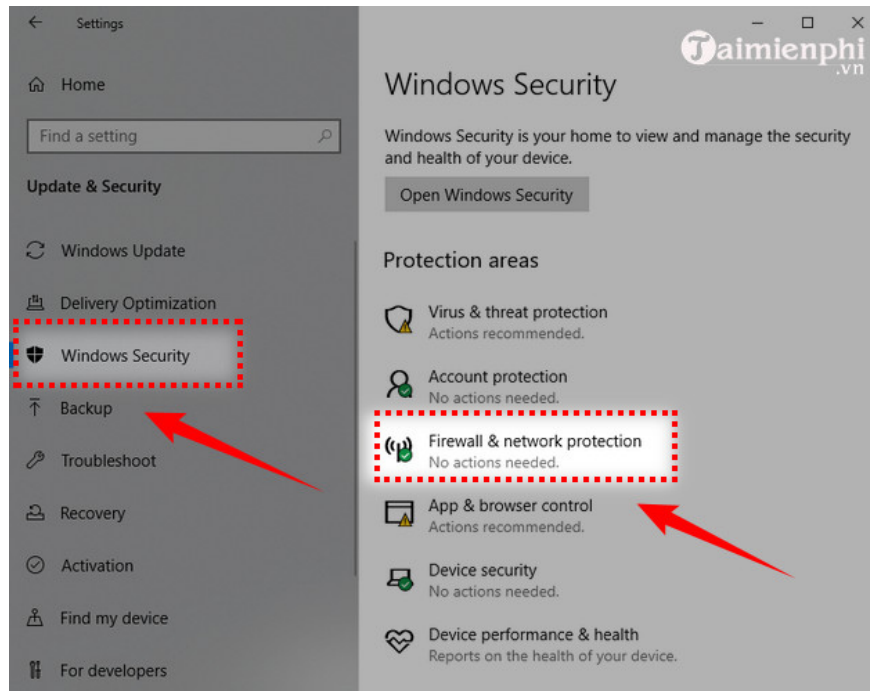 Settings
Taimienphi
.vn
Home
Find a setting
Update & Security
Windows Update
Delivery Optimization
Windows Security
Backup
Troubleshoot
Recovery
Activation
Find my device
For developers
Windows Security
Windows Security is your home to view and manage the security
and health of your device.
Open Windows Security
Protection areas
Virus & threat protection
Actions recommended.
Account protection
No actions needed.
Firewall & network protection
No actions needed.
App & browser control
Actions recommended.
Device security
No actions needed.
Device performance & health
Reports on the health of your device.